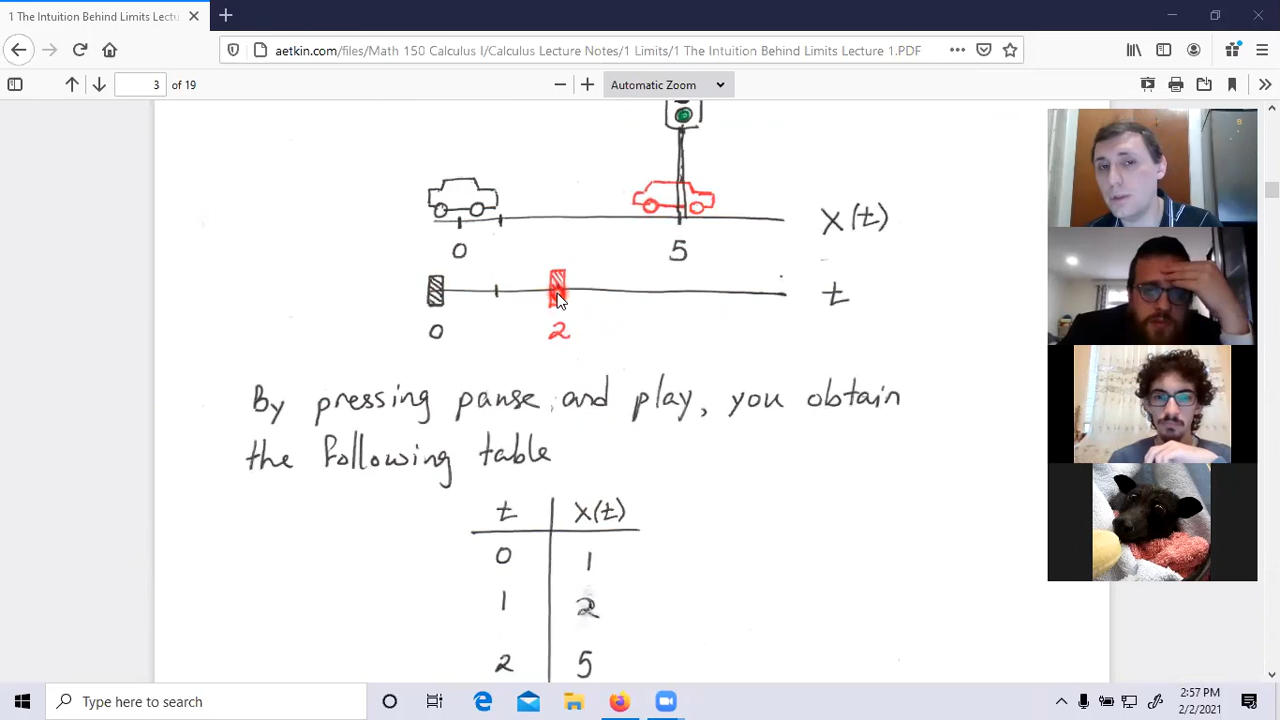 1 The Intuition Behind Limits Lectu
aetkin.com/files/Math 150 Calculus I/Calculus Lecture Notes/1 Limits/1 The Intuition Behind Limits Lecture 1.PDF
3 of 19
Automatic Zoom
X(t)
0 5
t
0 2
By pressing pause, and play, you obtain
the following table
t X(t)
0 1
1 2
2 5
Type here to search
2:57 PM
2/2/2021